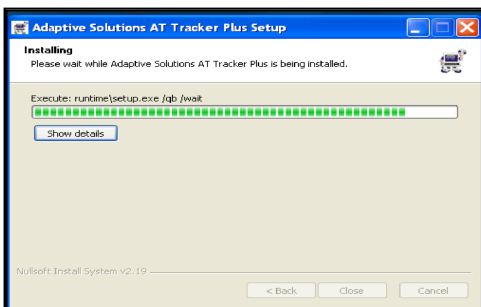 Adaptive Solutions AT Tracker Plus Setup
Installing
Please wait while Adaptive Solutions AT Tracker Plus is being installed.
Execute: runtime\setup.exe /qb /wait
Show details
Nullsoft Install System v2.19
< Back Close Cancel